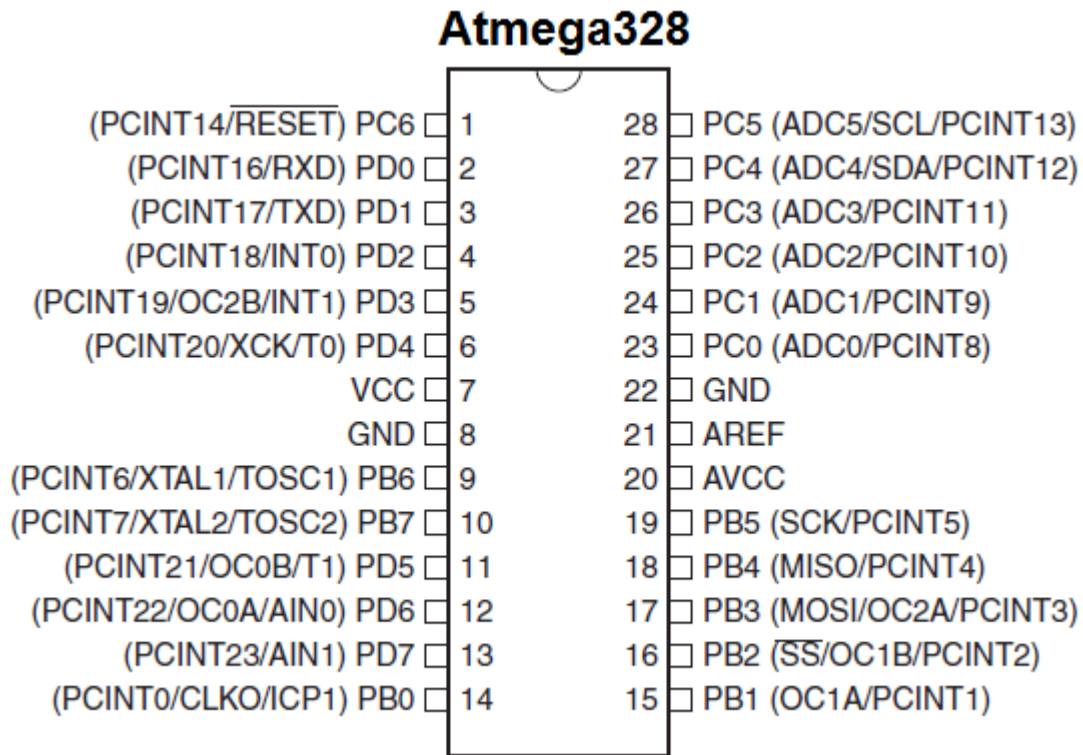 Atmega328
(PCINT14/RESET) PC6 1 28 PC5 (ADC5/SCL/PCINT13)
(PCINT16/RXD) PD0 2 27 PC4 (ADC4/SDA/PCINT12)
(PCINT17/TXD) PD1 3 26 PC3 (ADC3/PCINT11)
(PCINT18/INT0) PD2 4 25 PC2 (ADC2/PCINT10)
(PCINT19/OC2B/INT1) PD3 5 24 PC1 (ADC1/PCINT9)
(PCINT20/XCK/T0) PD4 6 23 PC0 (ADC0/PCINT8)
VCC 7 22 GND
GND 8 21 AREF
(PCINT6/XTAL1/TOSC1) PB6 9 20 AVCC
(PCINT7/XTAL2/TOSC2) PB7 10 19 PB5 (SCK/PCINT5)
(PCINT21/OC0B/T1) PD5 11 18 PB4 (MISO/PCINT4)
(PCINT22/OC0A/AIN0) PD6 12 17 PB3 (MOSI/OC2A/PCINT3)
(PCINT23/AIN1) PD7 13 16 PB2 (SS/OC1B/PCINT2)
(PCINT0/CLKO/ICP1) PB0 14 15 PB1 (OC1A/PCINT1)